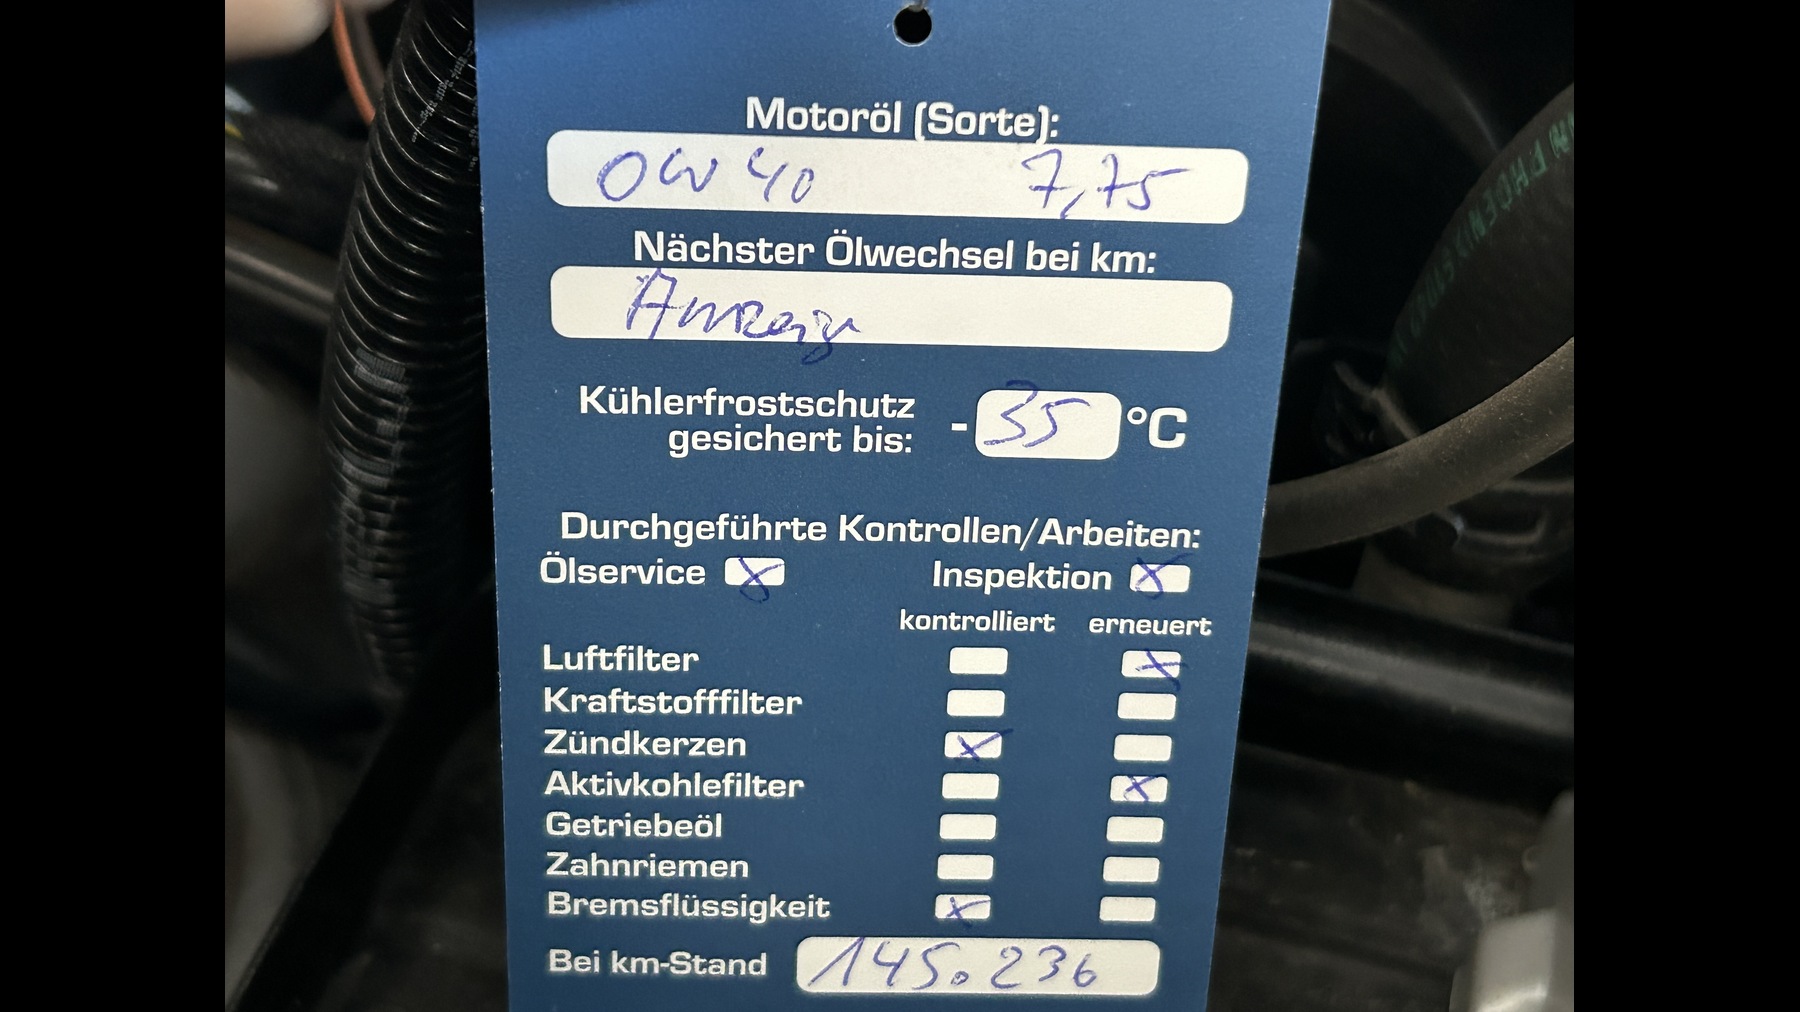 Motoröl (Sorte):
0W40 7,75
Nächster Ölwechsel bei km:
Anzeige
Kühlerfrostschutz
gesichert bis: - 35 °C
Durchgeführte Kontrollen/Arbeiten:
Ölservice x Inspektion x
kontrolliert erneuert
Luftfilter x
Kraftstofffilter
Zündkerzen x
Aktivkohlefilter x
Getriebeöl
Zahnriemen
Bremsflüssigkeit x
Bei km-Stand 145.236